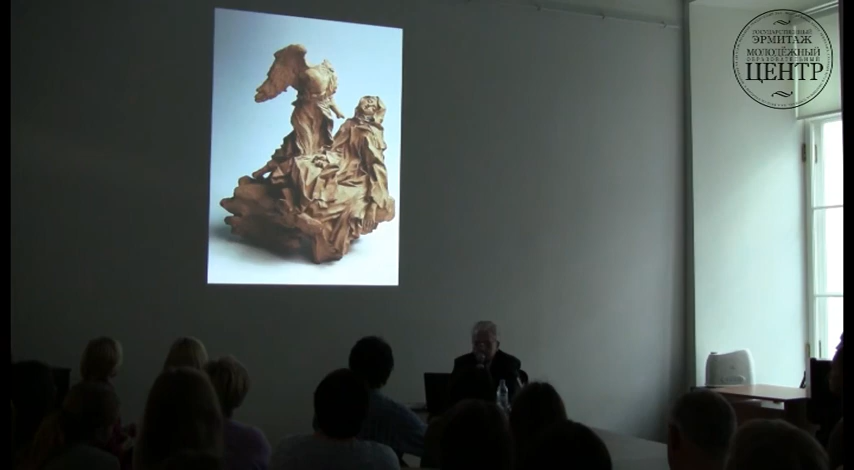 ГОСУДАРСТВЕННЫЙ
ЭРМИТАЖ
МОЛОДЁЖНЫЙ
ОБРАЗОВАТЕЛЬНЫЙ
ЦЕНТР